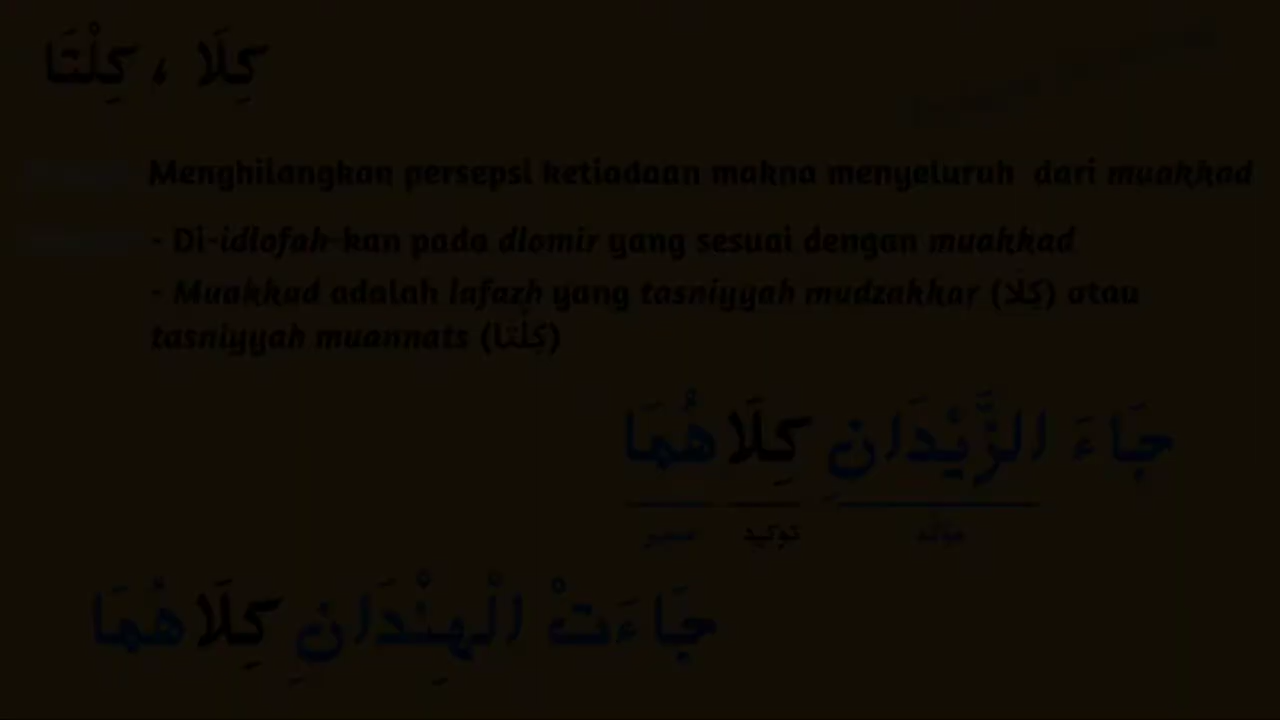 كِلَا ، كِلْتَا
Menghilangkan persepsi ketiadaan makna menyeluruh dari muakkad
- Di-idlofah-kan pada dlomir yang sesuai dengan muakkad
- Muakkad adalah lafazh yang tasniyyah mudzakkar (كِلَا) atau
tasniyyah muannats (كِلْتَا)
جَاءَ الزَّيْدَانِ كِلَاهُمَا
توكيد
جَاءَتْ الْهِنْدَانِ كِلَاهُمَا